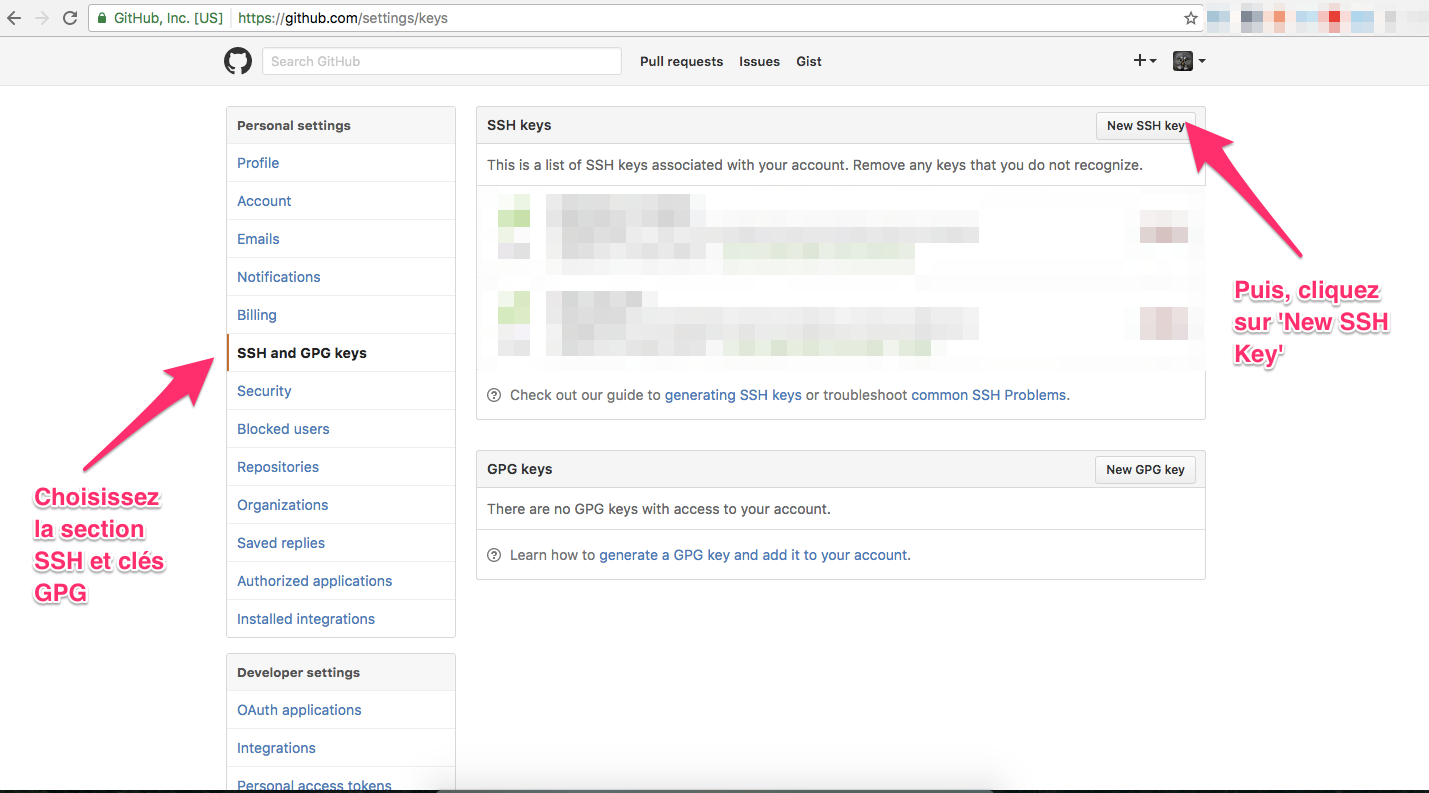 GitHub, Inc. [US]
https://github.com/settings/keys
Search GitHub
Pull requests
Issues
Gist
Personal settings
Profile
Account
Emails
Notifications
Billing
SSH and GPG keys
Security
Blocked users
Repositories
Organizations
Saved replies
Authorized applications
Installed integrations
Developer settings
OAuth applications
Integrations
Personal access tokens
SSH keys
New SSH key
This is a list of SSH keys associated with your account. Remove any keys that you do not recognize.
Check out our guide to generating SSH keys or troubleshoot common SSH Problems.
GPG keys
New GPG key
There are no GPG keys with access to your account.
Learn how to generate a GPG key and add it to your account.
Choisissez
la section
SSH et clés
GPG
Puis, cliquez
sur 'New SSH
Key'